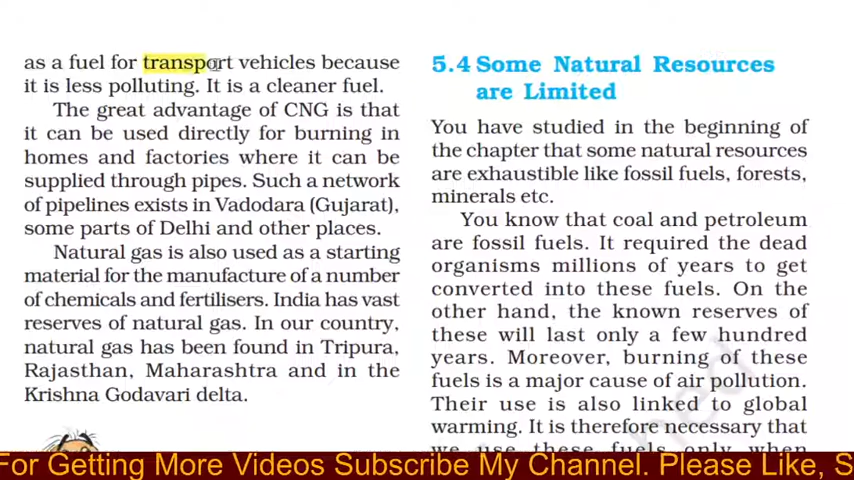 as a fuel for transport vehicles because
it is less polluting. It is a cleaner fuel.
The great advantage of CNG is that
it can be used directly for burning in
homes and factories where it can be
supplied through pipes. Such a network
of pipelines exists in Vadodara (Gujarat),
some parts of Delhi and other places.
Natural gas is also used as a starting
material for the manufacture of a number
of chemicals and fertilisers. India has vast
reserves of natural gas. In our country,
natural gas has been found in Tripura,
Rajasthan, Maharashtra and in the
Krishna Godavari delta.
5.4 Some Natural Resources
are Limited
You have studied in the beginning of
the chapter that some natural resources
are exhaustible like fossil fuels, forests,
minerals etc.
You know that coal and petroleum
are fossil fuels. It required the dead
organisms millions of years to get
converted into these fuels. On the
other hand, the known reserves of
these will last only a few hundred
years. Moreover, burning of these
fuels is a major cause of air pollution.
Their use is also linked to global
warming. It is therefore necessary that
we use these fuels only when
For Getting More Videos Subscribe My Channel. Please Like, S